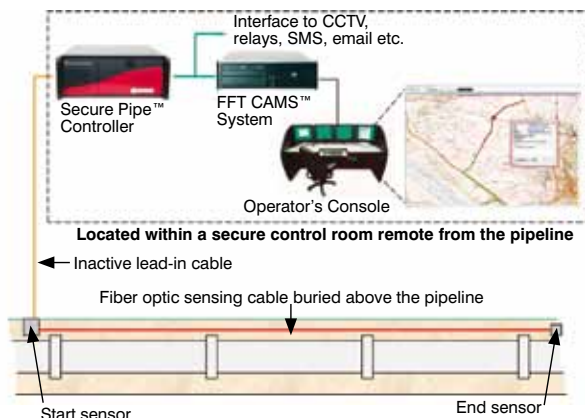 Interface to CCTV,
relays, SMS, email etc.
Secure Pipe™
Controller
FFT CAMS™
System
Operator's Console
Located within a secure control room remote from the pipeline
Inactive lead-in cable
Fiber optic sensing cable buried above the pipeline
Start sensor
End sensor